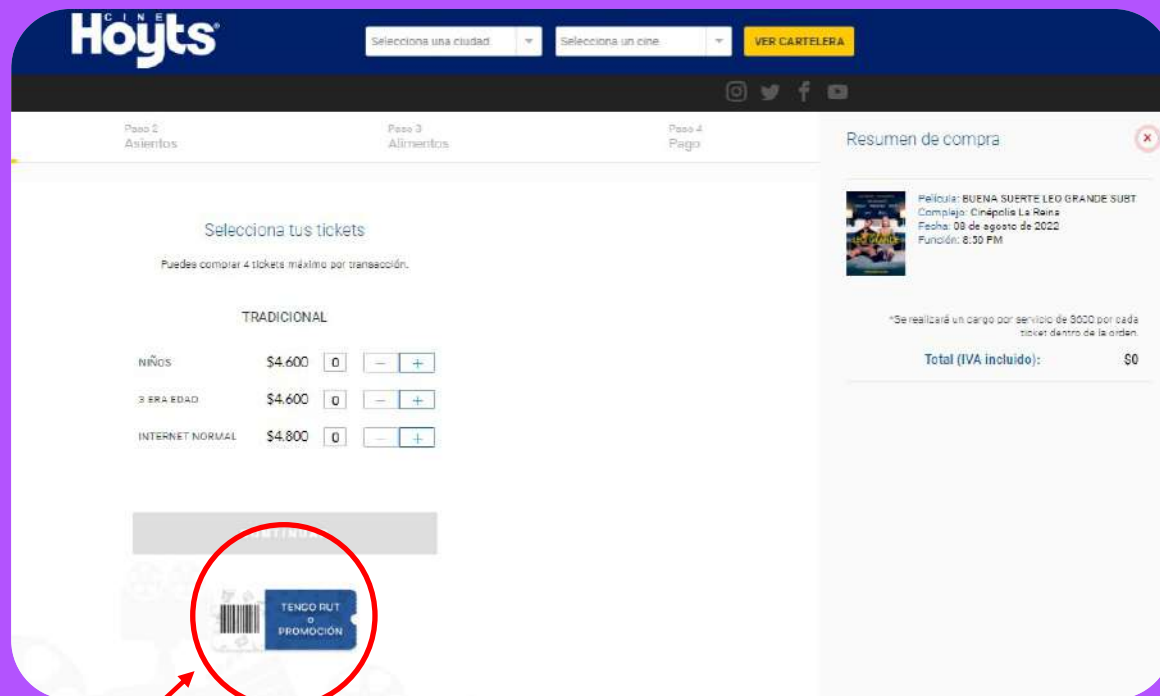 CINE
Hoyts
Selecciona una ciudad
Selecciona un cine
VER CARTELERA
Paso 2
Asientos
Paso 3
Alimentos
Paso 4
Pago
Resumen de compra
Película: BUENA SUERTE LEO GRANDE SUBT
Complejo: Cinépolis La Reina
Fecha: 08 de agosto de 2022
Función: 8:30 PM
LEO GRANDE
Selecciona tus tickets
Puedes comprar 4 tickets máximo por transacción.
*Se realizará un cargo por servicio de $600 por cada
ticket dentro de la orden.
Total (IVA incluido): $0
TRADICIONAL
NIÑOS $4.600 0 − +
3 ERA EDAD $4.600 0 − +
INTERNET NORMAL $4.800 0 − +
CONTINUAR
TENGO RUT
o
PROMOCIÓN